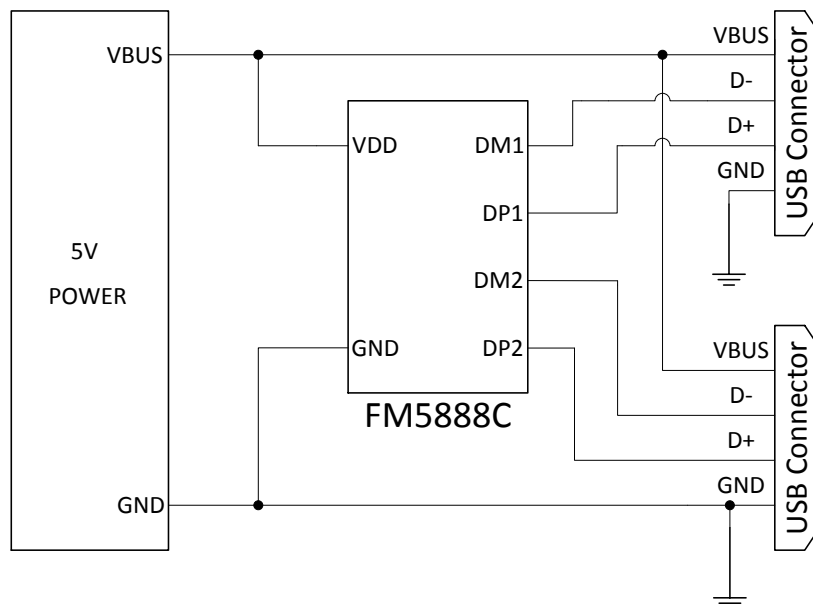 VBUS
5V
POWER
GND
VDD
GND
DM1
DP1
DM2
DP2
FM5888C
VBUS
D-
D+
GND
USB Connector
VBUS
D-
D+
GND
USB Connector